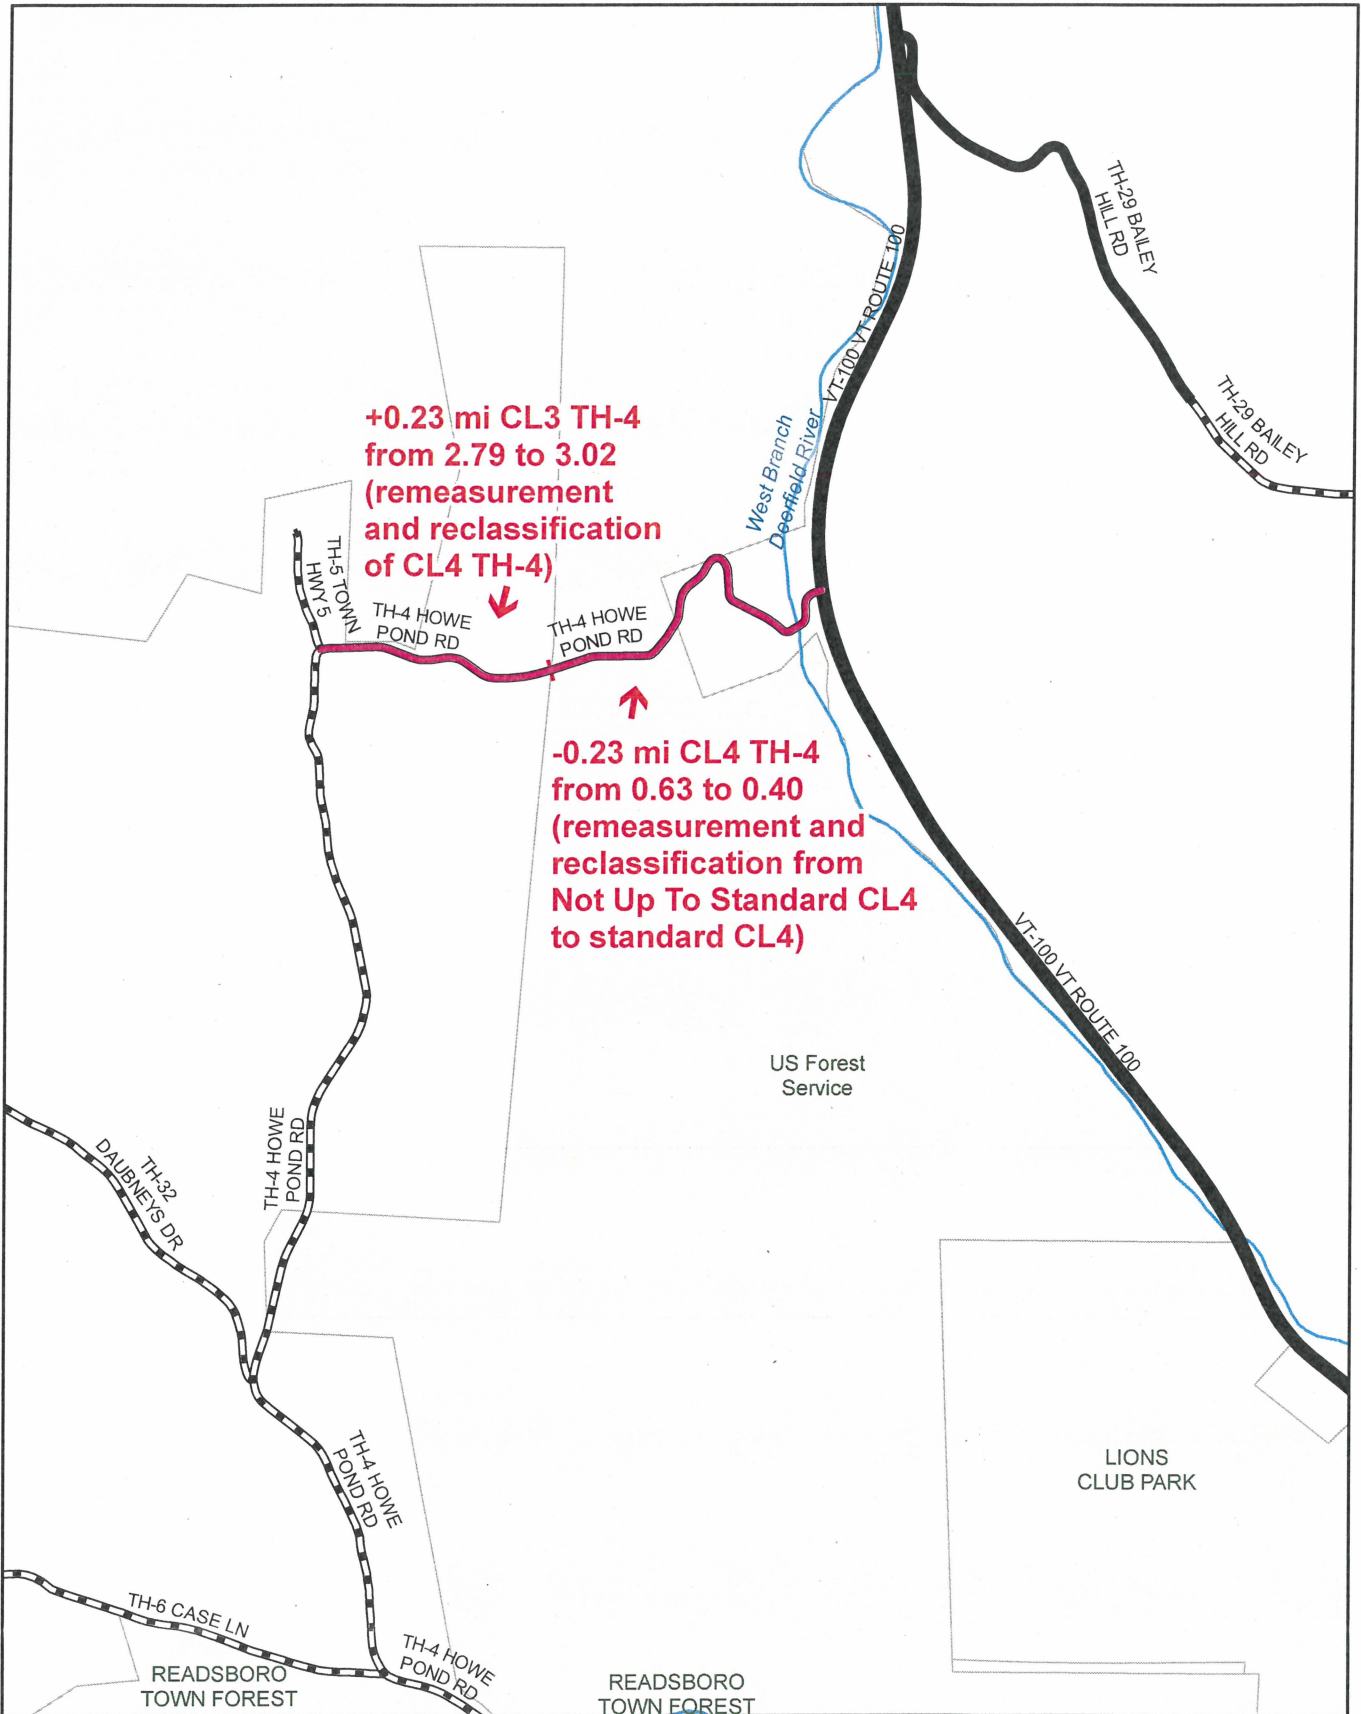 TH-29 BAILEY
HILL RD
VT-100 VT ROUTE 100
TH-29 BAILEY
HILL RD
+0.23 mi CL3 TH-4
from 2.79 to 3.02
(remeasurement
and reclassification
of CL4 TH-4)
West Branch
Deerfield River
TH-5 TOWN
HWY 5
TH-4 HOWE
POND RD
TH-4 HOWE
POND RD
-0.23 mi CL4 TH-4
from 0.63 to 0.40
(remeasurement and
reclassification from
Not Up To Standard CL4
to standard CL4)
VT-100 VT ROUTE 100
US Forest
Service
TH-4 HOWE
POND RD
TH-32
DAUBNEYS DR
TH-4 HOWE
POND RD
LIONS
CLUB PARK
TH-6 CASE LN
TH-4 HOWE
POND RD
READSBORO
TOWN FOREST
READSBORO
TOWN FOREST